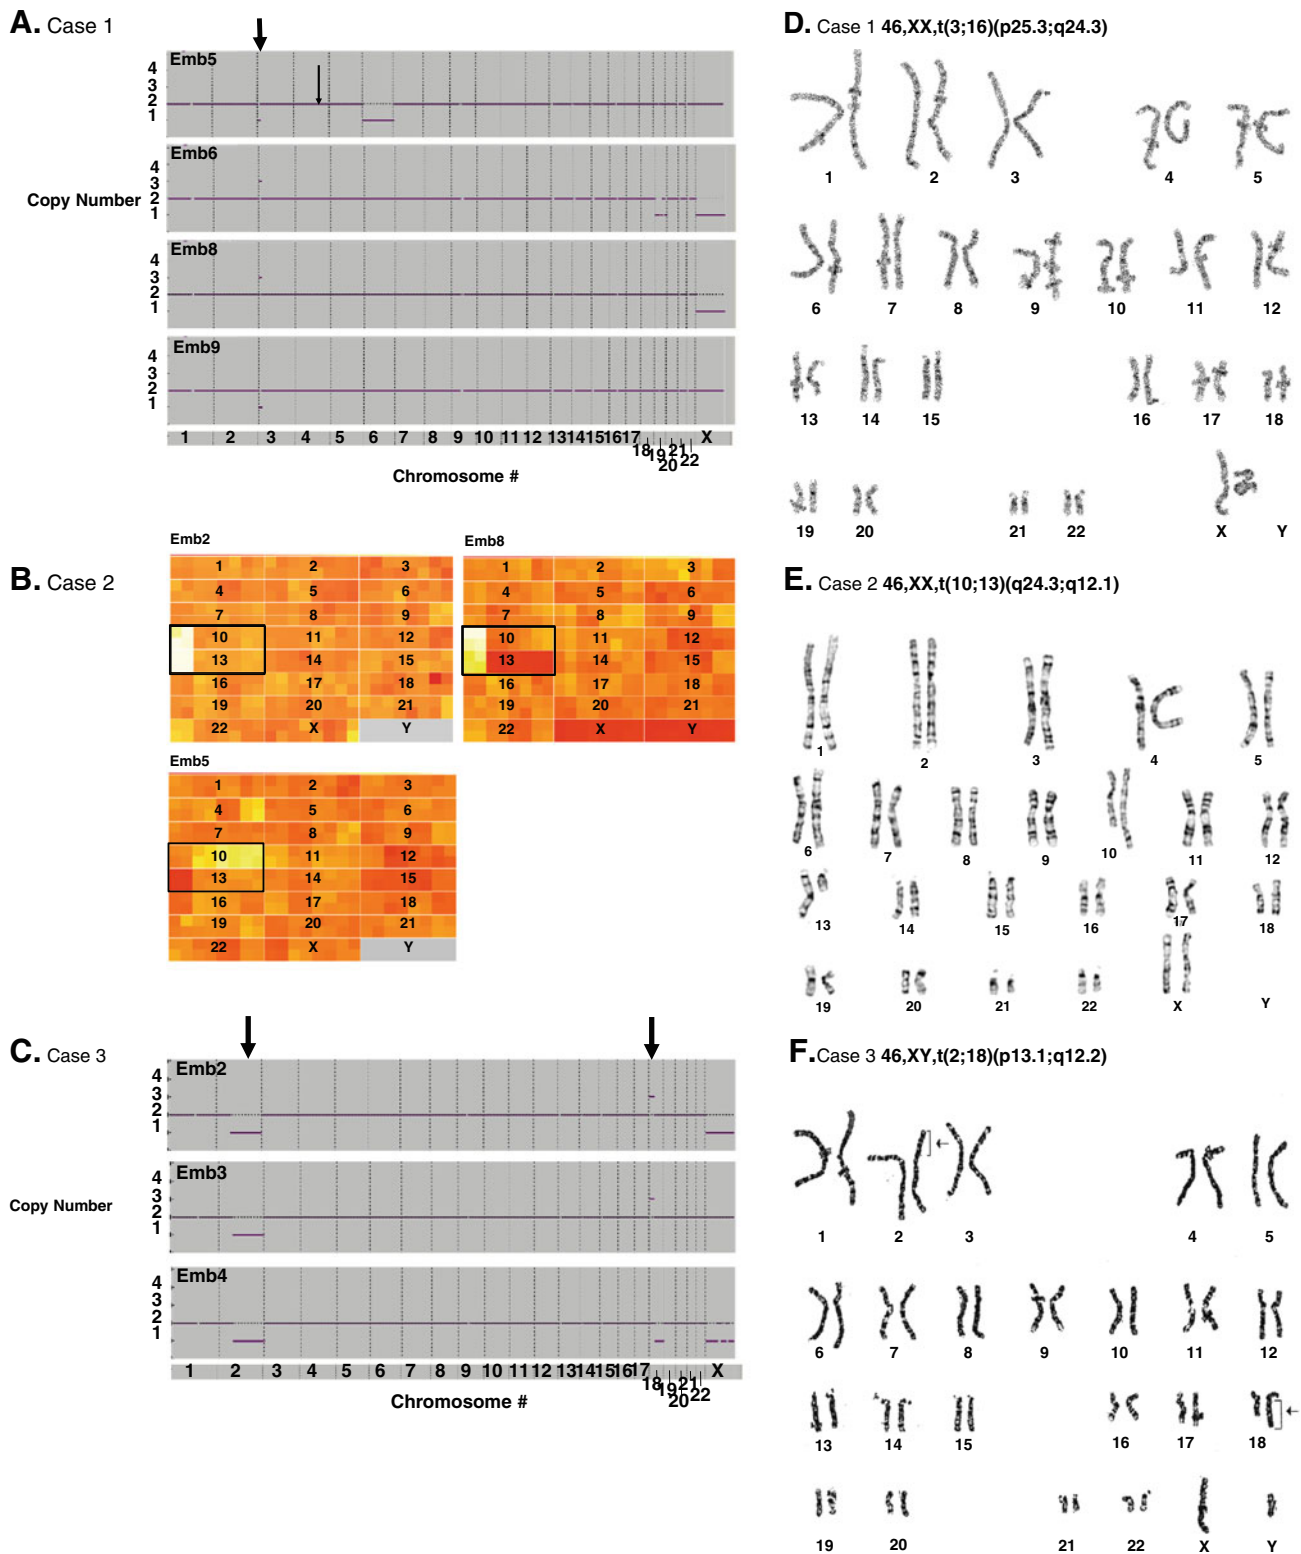 A. Case 1
Emb5
4
3
2
1
Emb6
4
3
Copy Number 2
1
Emb8
4
3
2
1
Emb9
4
3
2
1
1 2 3 4 5 6 7 8 9 10 11 12 13 14 15 16 17 18 19 20 21 22 X
Chromosome #
B. Case 2
Emb2
1 2 3
4 5 6
7 8 9
10 11 12
13 14 15
16 17 18
19 20 21
22 X Y
Emb8
1 2 3
4 5 6
7 8 9
10 11 12
13 14 15
16 17 18
19 20 21
22 X Y
Emb5
1 2 3
4 5 6
7 8 9
10 11 12
13 14 15
16 17 18
19 20 21
22 X Y
C. Case 3
Emb2
4
3
2
1
Emb3
4
3
Copy Number 2
1
Emb4
4
3
2
1
1 2 3 4 5 6 7 8 9 10 11 12 13 14 15 16 17 18 19 20 21 22 X
Chromosome #
D. Case 1 46,XX,t(3;16)(p25.3;q24.3)
1 2 3 4 5
6 7 8 9 10 11 12
13 14 15 16 17 18
19 20 21 22 X Y
E. Case 2 46,XX,t(10;13)(q24.3;q12.1)
1 2 3 4 5
6 7 8 9 10 11 12
13 14 15 16 17 18
19 20 21 22 X Y
F. Case 3 46,XY,t(2;18)(p13.1;q12.2)
1 2 3 4 5
6 7 8 9 10 11 12
13 14 15 16 17 18
19 20 21 22 X Y